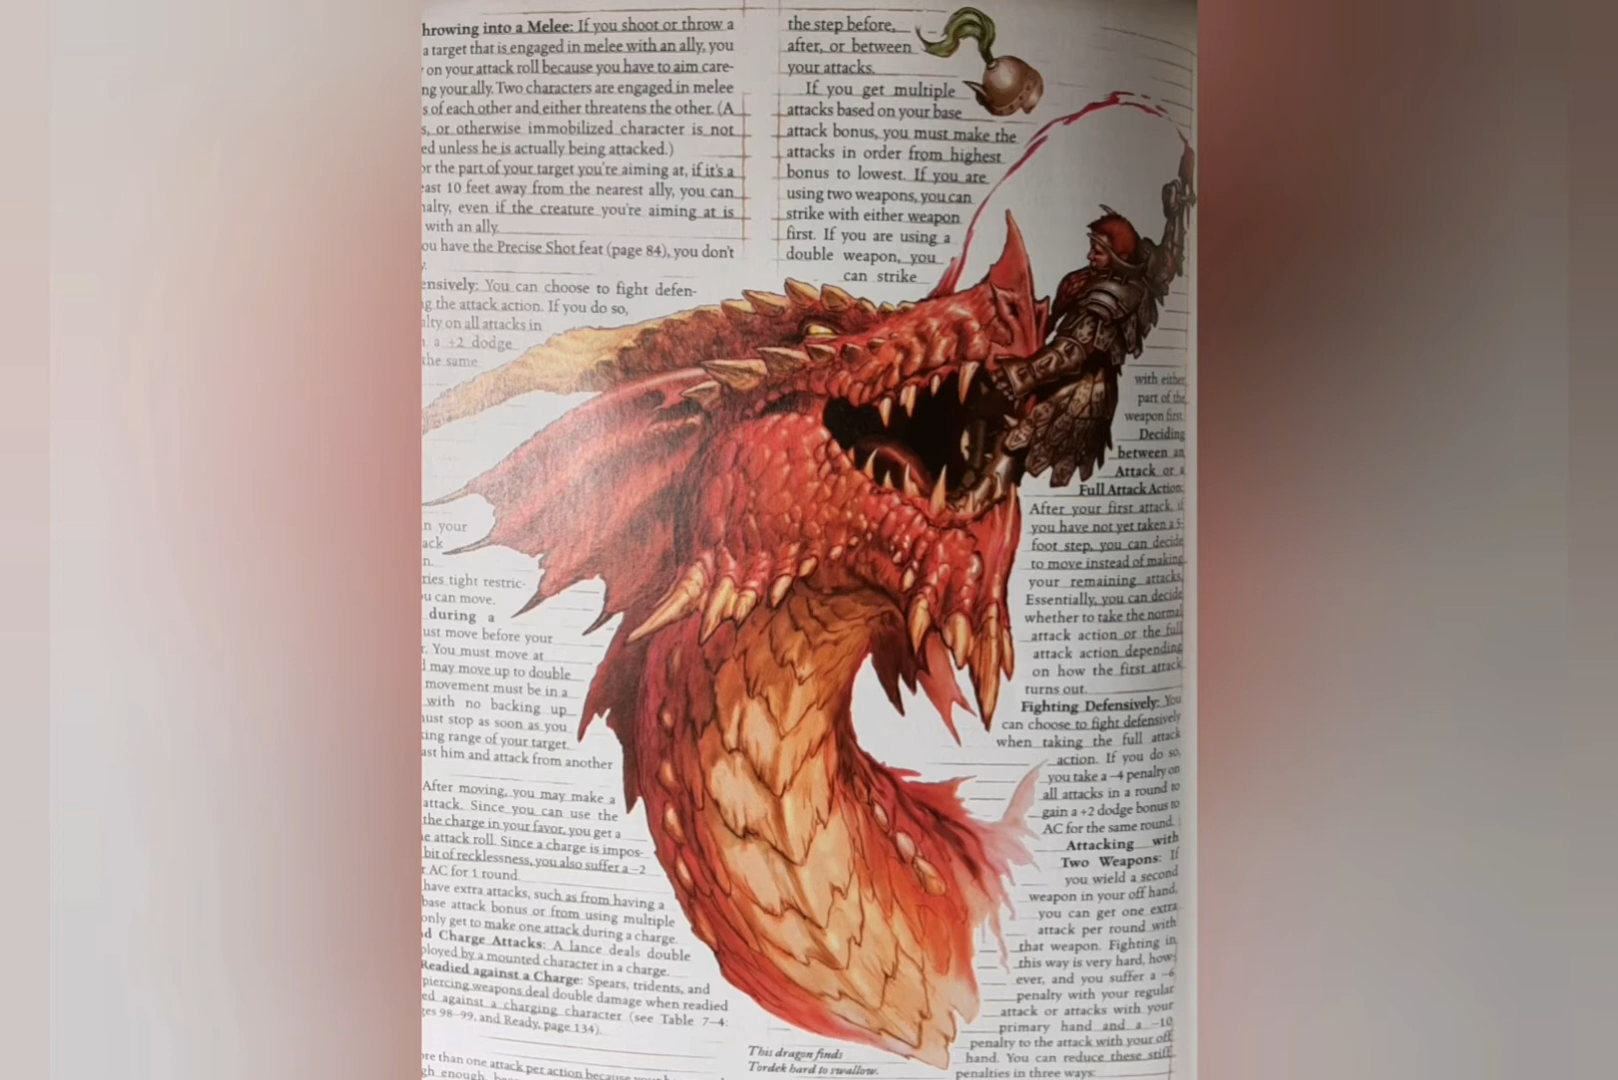 hrowing into a Melee: If you shoot or throw a
a target that is engaged in melee with an ally, you
on your attack roll because you have to aim care-
ng your ally. Two characters are engaged in melee
s of each other and either threatens the other. (A
s, or otherwise immobilized character is not
ed unless he is actually being attacked.)
or the part of your target you're aiming at, if it's a
east 10 feet away from the nearest ally, you can
nalty, even if the creature you're aiming at is
with an ally.
ou have the Precise Shot feat (page 84), you don't
y.
ensively: You can choose to fight defen-
g the attack action. If you do so,
alty on all attacks in
a +2 dodge
the same
n your
ack
n.
ries tight restric-
u can move.
during a
ust move before your
r. You must move at
d may move up to double
movement must be in a
with no backing up
ust stop as soon as you
king range of your target.
ast him and attack from another
After moving, you may make a
attack. Since you can use the
the charge in your favor, you get a
e attack roll. Since a charge is impos-
bit of recklessness, you also suffer a –2
r AC for 1 round.
have extra attacks, such as from having a
base attack bonus or from using multiple
only get to make one attack during a charge.
d Charge Attacks: A lance deals double
ployed by a mounted character in a charge.
Readied against a Charge: Spears, tridents, and
piercing weapons deal double damage when readied
ed against a charging character (see Table 7–4:
ges 98–99, and Ready, page 134).
ore than one attack per action because your
gh enough,
the step before,
after, or between
your attacks.
If you get multiple
attacks based on your base
attack bonus, you must make the
attacks in order from highest
bonus to lowest. If you are
using two weapons, you can
strike with either weapon
first. If you are using a
double weapon, you
can strike
with either
part of the
weapon first.
Deciding
between an
Attack or a
Full Attack Action:
After your first attack, if
you have not yet taken a 5-
foot step, you can decide
to move instead of making
your remaining attacks.
Essentially, you can decide
whether to take the normal
attack action or the full
attack action depending
on how the first attack
turns out.
Fighting Defensively: You
can choose to fight defensively
when taking the full attack
action. If you do so,
you take a –4 penalty on
all attacks in a round to
gain a +2 dodge bonus to
AC for the same round.
Attacking with
Two Weapons: If
you wield a second
weapon in your off hand,
you can get one extra
attack per round with
that weapon. Fighting in
this way is very hard, how-
ever, and you suffer a –6
penalty with your regular
attack or attacks with your
primary hand and a –10
penalty to the attack with your off
hand. You can reduce these stiff
penalties in three ways:
This dragon finds
Tordek hard to swallow.